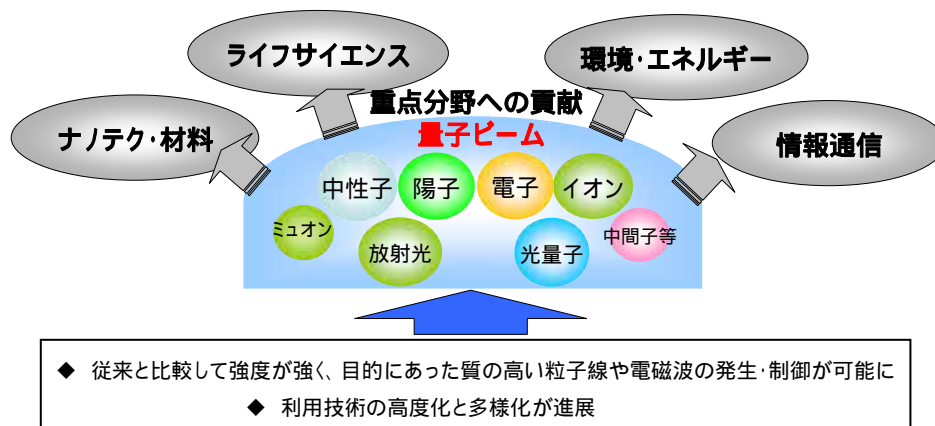 ライフサイエンス
環境・エネルギー
重点分野への貢献
ナノテク・材料
量子ビーム
情報通信
中性子
陽子
電子
イオン
ミュオン
放射光
光量子
中間子等
◆ 従来と比較して強度が強く、目的にあった質の高い粒子線や電磁波の発生・制御が可能に
◆ 利用技術の高度化と多様化が進展